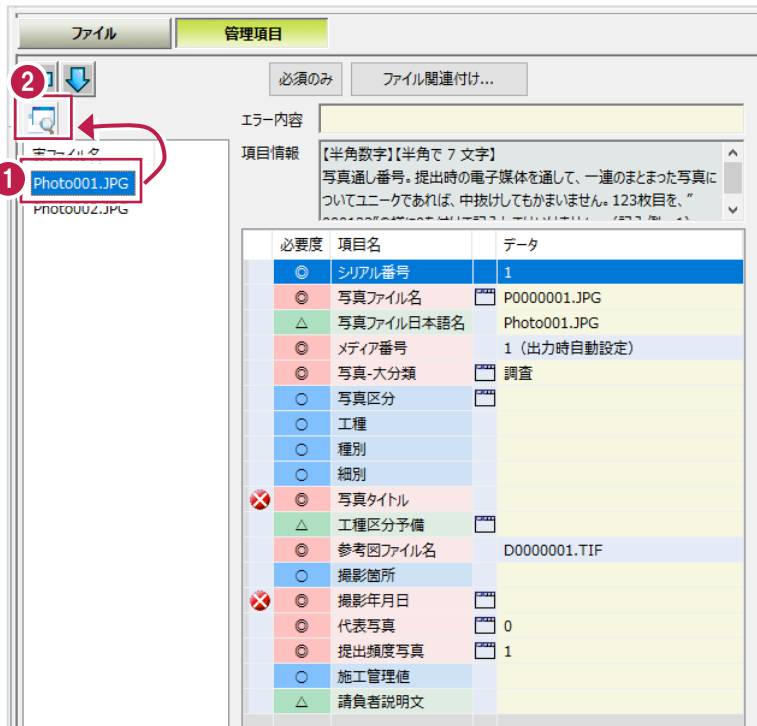 ファイル
管理項目
2
必須のみ
ファイル関連付け...
エラー内容
実ファイル名
項目情報
【半角数字】【半角で 7 文字】
1
Photo001.JPG
写真通し番号。提出時の電子媒体を通して、一連のまとまった写真に
Photo002.JPG
ついてユニークであれば、中抜けしてもかまいません。123枚目を、"
必要度 項目名 データ
◎ シリアル番号 1
◎ 写真ファイル名 P0000001.JPG
△ 写真ファイル日本語名 Photo001.JPG
◎ メディア番号 1（出力時自動設定）
◎ 写真-大分類 調査
○ 写真区分
○ 工種
○ 種別
○ 細別
◎ 写真タイトル
△ 工種区分予備
◎ 参考図ファイル名 D0000001.TIF
○ 撮影箇所
◎ 撮影年月日
◎ 代表写真 0
◎ 提出頻度写真 1
○ 施工管理値
△ 請負者説明文